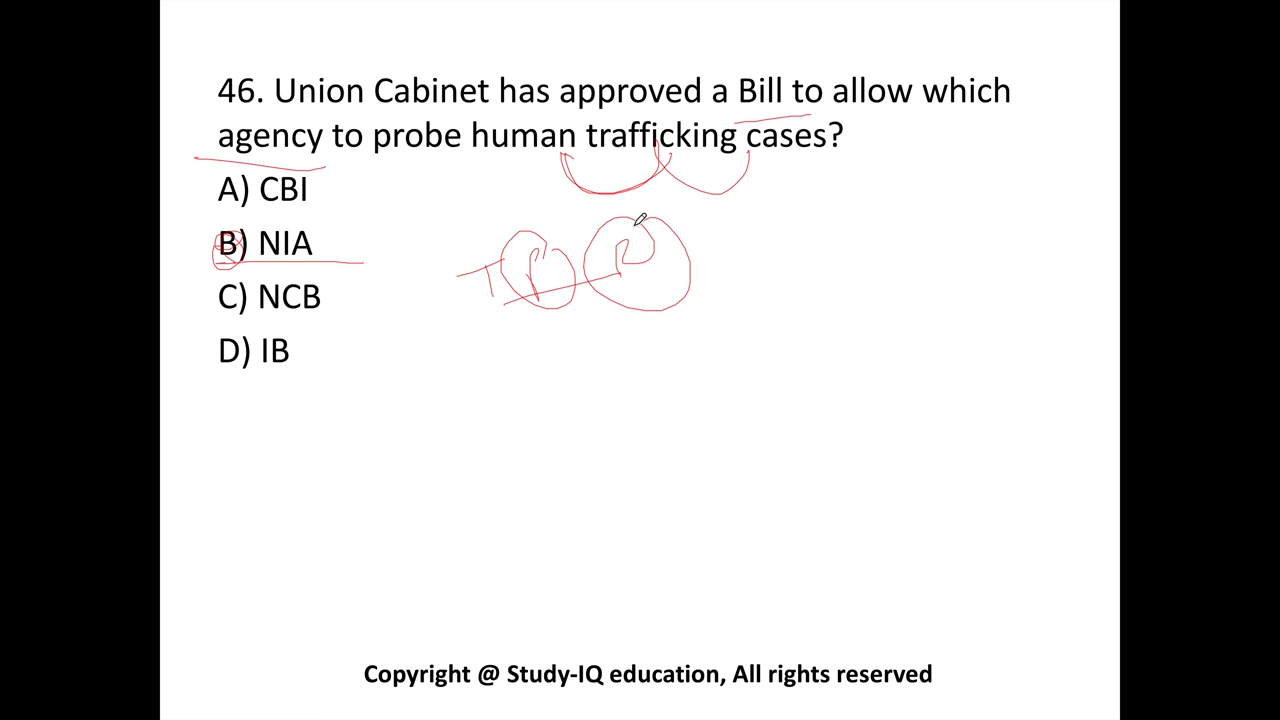 46. Union Cabinet has approved a Bill to allow which
agency to probe human trafficking cases?
A) CBI
B) NIA
C) NCB
D) IB
TPR
Copyright @ Study-IQ education, All rights reserved